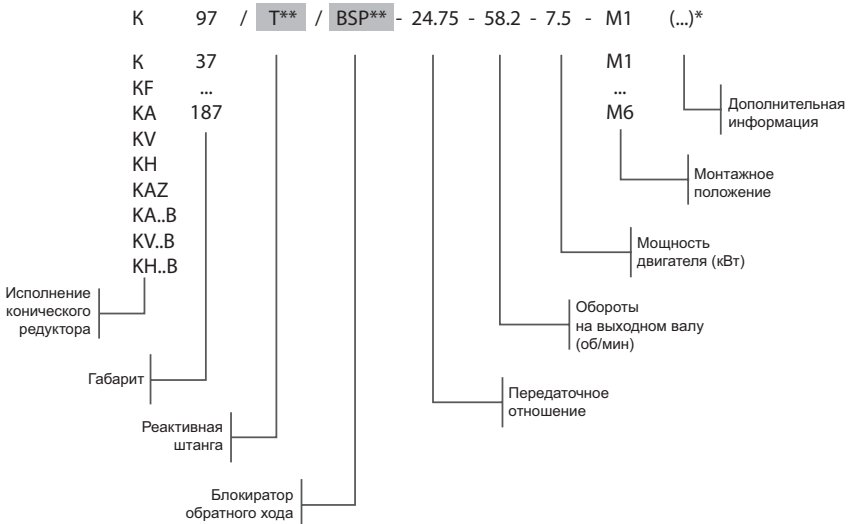 K 97 / T** / BSP** - 24.75 - 58.2 - 7.5 - M1 (...)*
K 37 M1
KF ... ...
KA 187 M6
KV
KH
KAZ
KA..B
KV..B
KH..B
Дополнительная
информация
Монтажное
положение
Мощность
двигателя (кВт)
Обороты
на выходном валу
(об/мин)
Передаточное
отношение
Исполнение
конического
редуктора
Габарит
Реактивная
штанга
Блокиратор
обратного хода